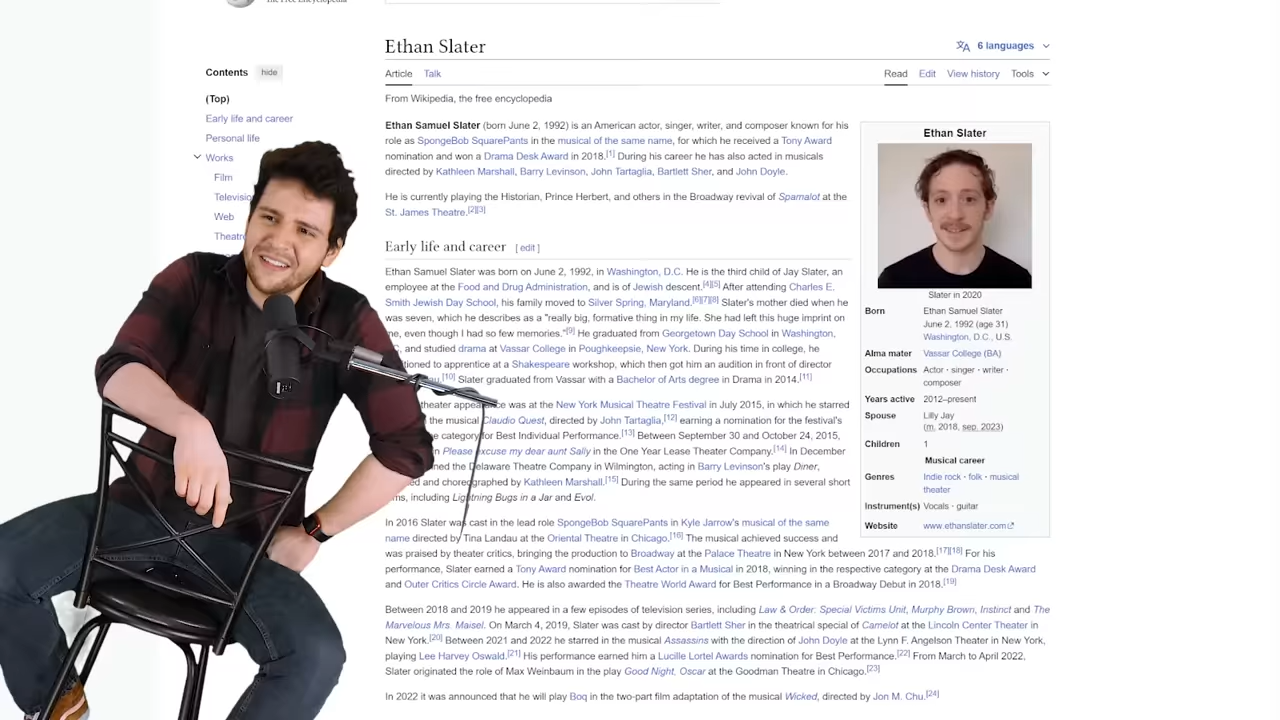 The Free Encyclopedia
Ethan Slater
6 languages
Contents hide
Article Talk
Read Edit View history Tools
(Top)
Early life and career
Personal life
Works
Film
Web
From Wikipedia, the free encyclopedia
Ethan Samuel Slater (born June 2, 1992) is an American actor, singer, writer, and composer known for his
role as SpongeBob SquarePants in the musical of the same name, for which he received a Tony Award
nomination and won a Drama Desk Award in 2018.[1] During his career he has also acted in musicals
directed by Kathleen Marshall, Barry Levinson, John Tartaglia, Bartlett Sher, and John Doyle.
He is currently playing the Historian, Prince Herbert, and others in the Broadway revival of Spamalot at the
St. James Theatre.[2][3]
Early life and career [ edit ]
Ethan Samuel Slater was born on June 2, 1992, in Washington, D.C. He is the third child of Jay Slater, an
employee at the Food and Drug Administration, and is of Jewish descent.[4][5] After attending Charles E.
Smith Jewish Day School, his family moved to Silver Spring, Maryland.[6][7][8] Slater's mother died when he
was seven, which he describes as a "really big, formative thing in my life. She had left this huge imprint on
me, even though I had so few memories."[9] He graduated from Georgetown Day School in Washington,
and studied drama at Vassar College in Poughkeepsie, New York. During his time in college, he
to apprentice at a Shakespeare workshop, which then got him an audition in front of director
[10] Slater graduated from Vassar with a Bachelor of Arts degree in Drama in 2014.[11]
was at the New York Musical Theatre Festival in July 2015, in which he starred
the musical Claudio Quest, directed by John Tartaglia,[12] earning a nomination for the festival's
category for Best Individual Performance.[13] Between September 30 and October 24, 2015,
in Please excuse my dear aunt Sally in the One Year Lease Theater Company.[14] In December
the Delaware Theatre Company in Wilmington, acting in Barry Levinson's play Diner,
and choreographed by Kathleen Marshall.[15] During the same period he appeared in several short
including Lightning Bugs in a Jar and Evol.
In 2016 Slater was cast in the lead role SpongeBob SquarePants in Kyle Jarrow's musical of the same
name directed by Tina Landau at the Oriental Theatre in Chicago.[16] The musical achieved success and
was praised by theater critics, bringing the production to Broadway at the Palace Theatre in New York between 2017 and 2018.[17][18] For his
performance, Slater earned a Tony Award nomination for Best Actor in a Musical in 2018, winning in the respective category at the Drama Desk Award
and Outer Critics Circle Award. He is also awarded the Theatre World Award for Best Performance in a Broadway Debut in 2018.[19]
Between 2018 and 2019 he appeared in a few episodes of television series, including Law & Order: Special Victims Unit, Murphy Brown, Instinct and The
Marvelous Mrs. Maisel. On March 4, 2019, Slater was cast by director Bartlett Sher in the theatrical special of Camelot at the Lincoln Center Theater in
New York.[20] Between 2021 and 2022 he starred in the musical Assassins with the direction of John Doyle at the Lynn F. Angelson Theater in New York,
playing Lee Harvey Oswald.[21] His performance earned him a Lucille Lortel Awards nomination for Best Performance.[22] From March to April 2022,
Slater originated the role of Max Weinbaum in the play Good Night, Oscar at the Goodman Theatre in Chicago.[23]
In 2022 it was announced that he will play Boq in the two-part film adaptation of the musical Wicked, directed by Jon M. Chu.[24]
Ethan Slater
Slater in 2020
Born Ethan Samuel Slater
June 2, 1992 (age 31)
Washington, D.C., U.S.
Alma mater Vassar College (BA)
Occupations Actor · singer · writer ·
composer
Years active 2012–present
Spouse Lilly Jay
(m. 2018, sep. 2023)
Children 1
Musical career
Genres Indie rock · folk · musical
theater
Instrument(s) Vocals · guitar
Website www.ethanslater.com